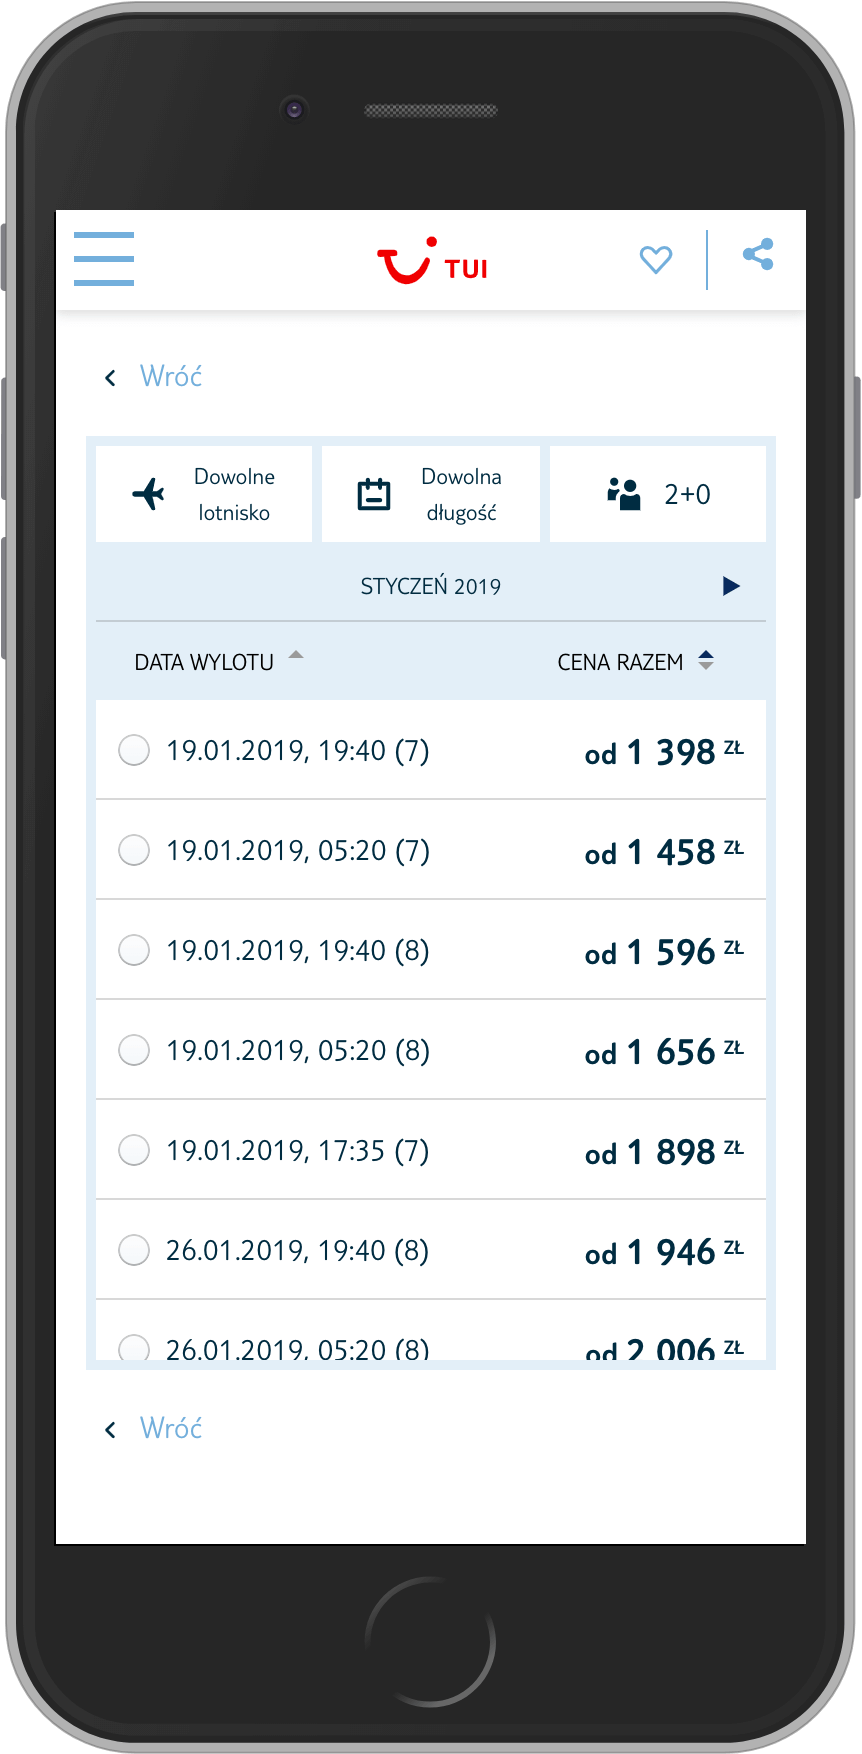 TUI
Wróć
Dowolne
lotnisko
Dowolna
długość
2+0
STYCZEŃ 2019
DATA WYLOTU CENA RAZEM
19.01.2019, 19:40 (7) od 1 398 ZŁ
19.01.2019, 05:20 (7) od 1 458 ZŁ
19.01.2019, 19:40 (8) od 1 596 ZŁ
19.01.2019, 05:20 (8) od 1 656 ZŁ
19.01.2019, 17:35 (7) od 1 898 ZŁ
26.01.2019, 19:40 (8) od 1 946 ZŁ
26.01.2019, 05:20 (8) od 2 006 ZŁ
Wróć